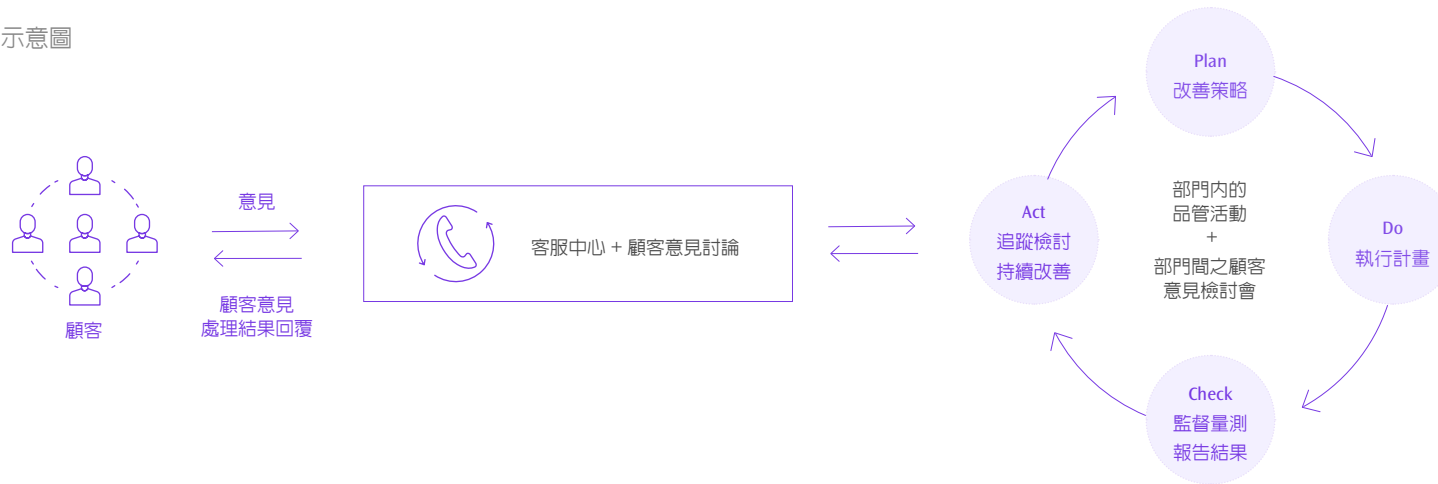 示意圖
意見
顧客意見
處理結果回覆
顧客
客服中心 + 顧客意見討論
Plan
改善策略
Do
執行計畫
Check
監督量測
報告結果
Act
追蹤檢討
持續改善
部門内的
品管活動
+
部門間之顧客
意見檢討會